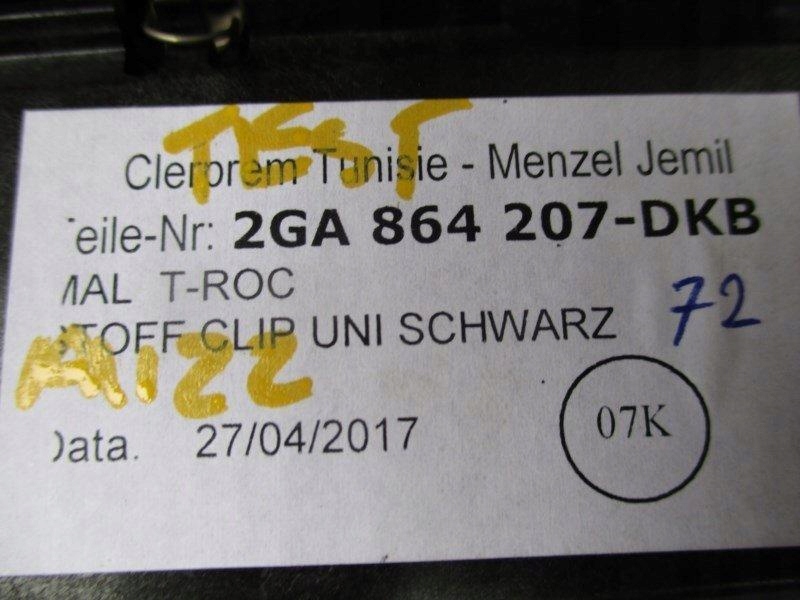 TEST
Clerprem Tunisie - Menzel Jemil
eile-Nr: 2GA 864 207-DKB
MAL T-ROC
STOFF CLIP UNI SCHWARZ
72
A122
Data. 27/04/2017
07K